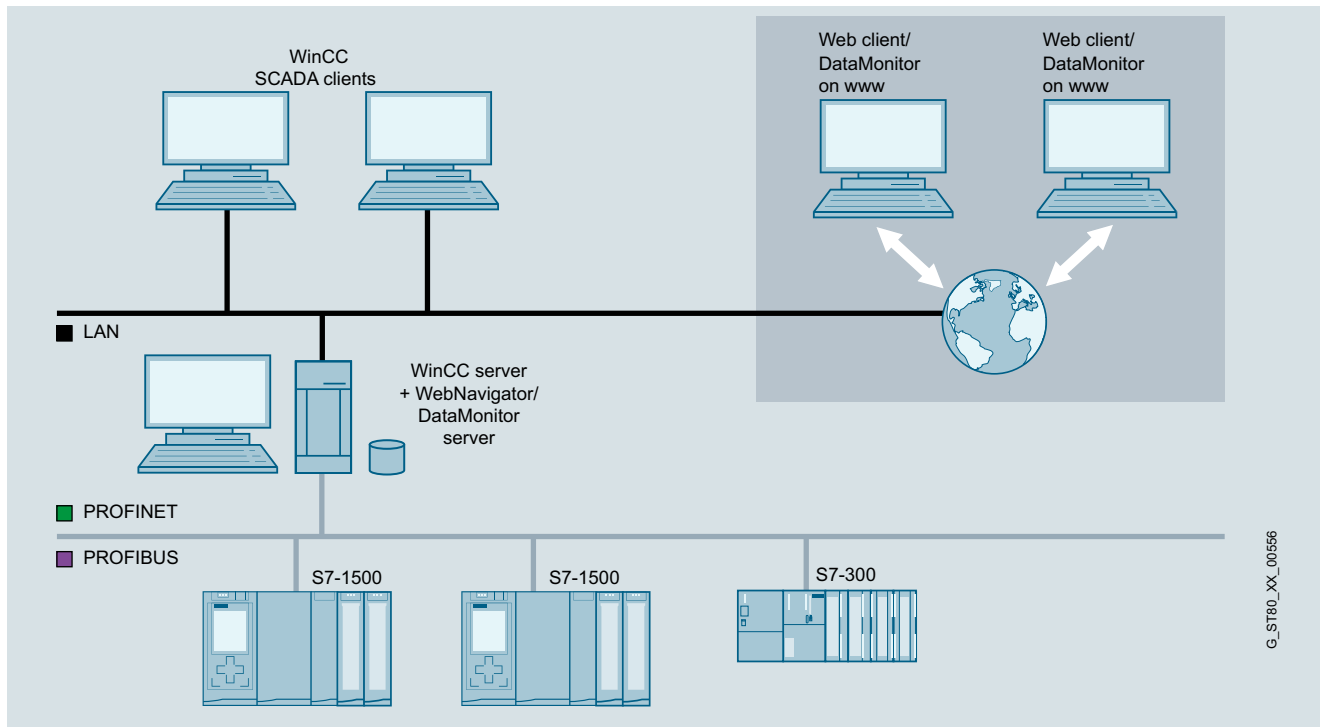 WinCC
SCADA clients
Web client/
DataMonitor
on www
Web client/
DataMonitor
on www
LAN
WinCC server
+ WebNavigator/
DataMonitor
server
PROFINET
PROFIBUS
S7-1500
S7-1500
S7-300
G_ST80_XX_00556